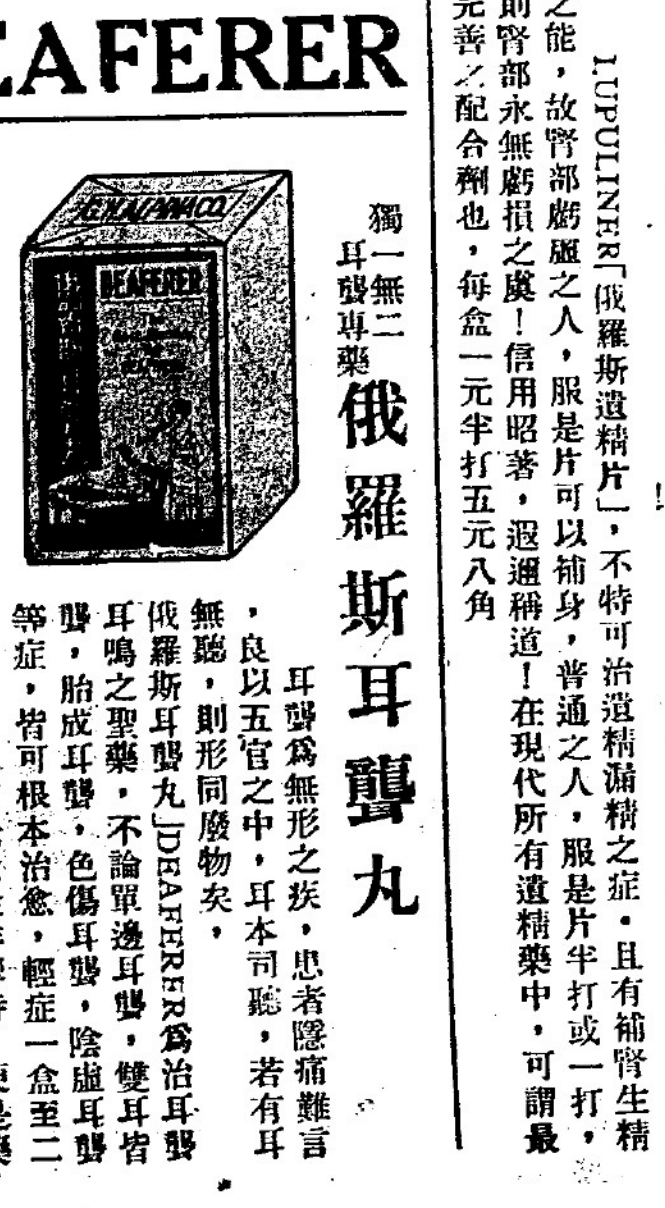 LUPULINER「俄羅斯遺精片」，不特可治遺精漏精之症．且有補腎生精
之能，故腎部虧虺之人，服是片可以補身，普通之人，服是片半打或一打，
則腎部永無虧損之虞！信用昭著，遐邇稱道！在現代所有遺精藥中，可謂最
完善之配合劑也，每盒一元半打五元八角
EAFERER
獨一無二
耳聾專藥
俄羅斯耳聾丸
DEAFERER
耳聾爲無形之疾，患者隱痛難言
，良以五官之中，耳本司聽，若有耳
無聽，則形同廢物矣，
俄羅斯耳聾丸」DEAFERER爲治耳聾
耳鳴之聖藥，不論單邊耳聾，雙耳皆
聾，胎成耳聾，色傷耳聾，陰虛耳聾
等症，皆可根本治愈，輕症一盒至二